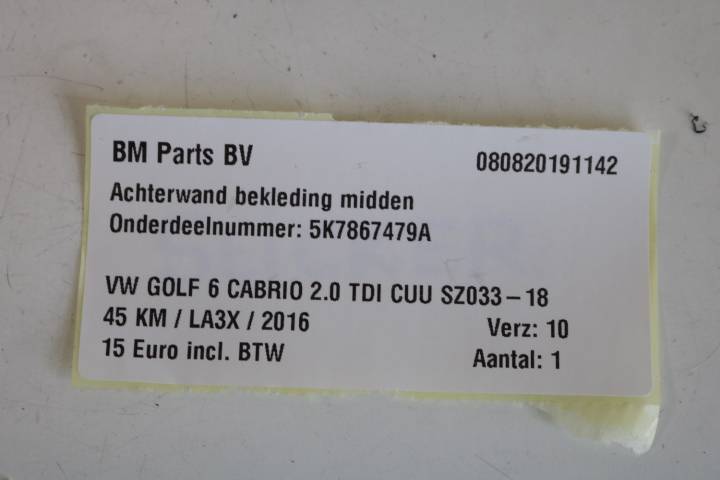 BM Parts BV 080820191142
Achterwand bekleding midden
Onderdeelnummer: 5K7867479A
VW GOLF 6 CABRIO 2.0 TDI CUU SZ033-18
45 KM / LA3X / 2016 Verz: 10
15 Euro incl. BTW Aantal: 1